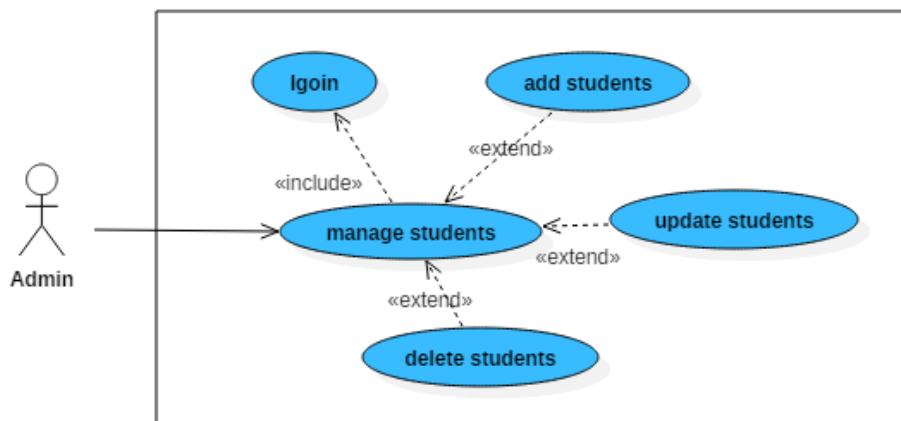 lgoin
add students
«extend»
«include»
manage students
update students
«extend»
Admin
«extend»
delete students